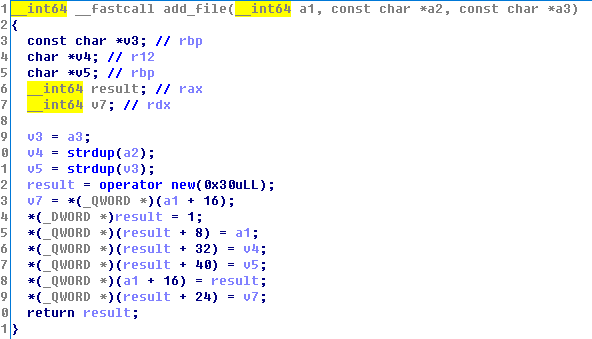 1 __int64 __fastcall add_file(__int64 a1, const char *a2, const char *a3)
2 {
3 const char *v3; // rbp
4 char *v4; // r12
5 char *v5; // rbp
6 __int64 result; // rax
7 __int64 v7; // rdx
8
9 v3 = a3;
0 v4 = strdup(a2);
1 v5 = strdup(v3);
2 result = operator new(0x30uLL);
3 v7 = *(_QWORD *)(a1 + 16);
4 *(_DWORD *)result = 1;
5 *(_QWORD *)(result + 8) = a1;
6 *(_QWORD *)(result + 32) = v4;
7 *(_QWORD *)(result + 40) = v5;
8 *(_QWORD *)(a1 + 16) = result;
9 *(_QWORD *)(result + 24) = v7;
0 return result;
1 }